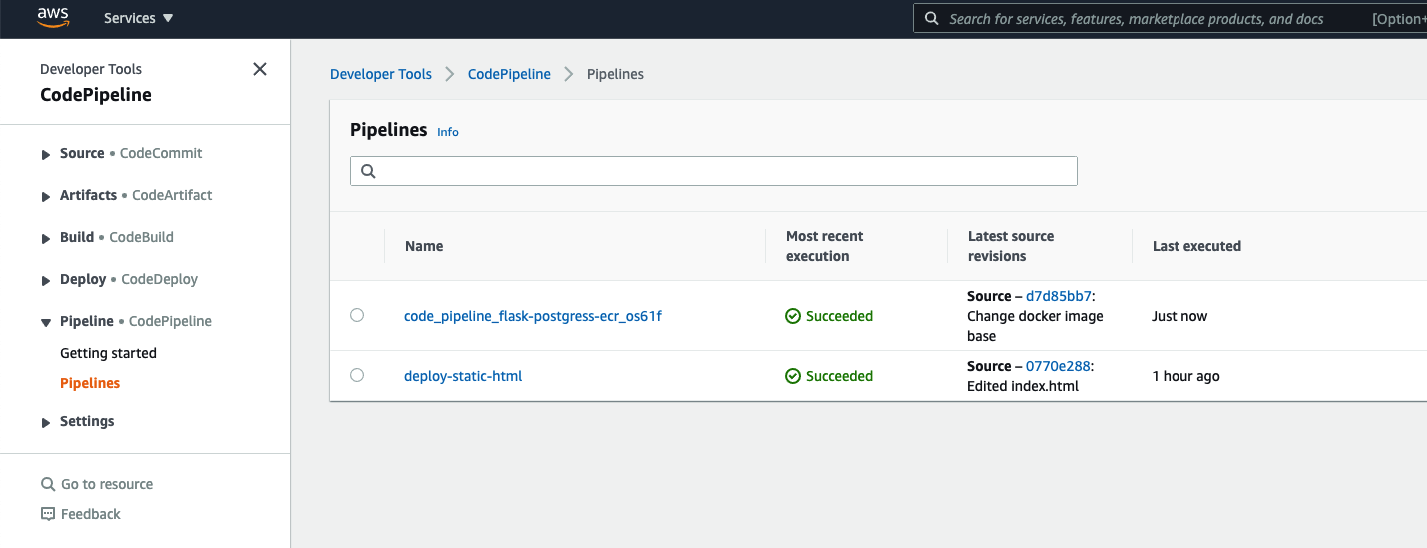 aws
Services ▼
Search for services, features, marketplace products, and docs
[Option+
Developer Tools
CodePipeline
Source • CodeCommit
Artifacts • CodeArtifact
Build • CodeBuild
Deploy • CodeDeploy
Pipeline • CodePipeline
Getting started
Pipelines
Settings
Go to resource
Feedback
Developer Tools > CodePipeline > Pipelines
Pipelines Info
Name
Most recent
execution
Latest source
revisions
Last executed
code_pipeline_flask-postgress-ecr_os61f
Succeeded
Source – d7d85bb7:
Change docker image
base
Just now
deploy-static-html
Succeeded
Source – 0770e288:
Edited index.html
1 hour ago